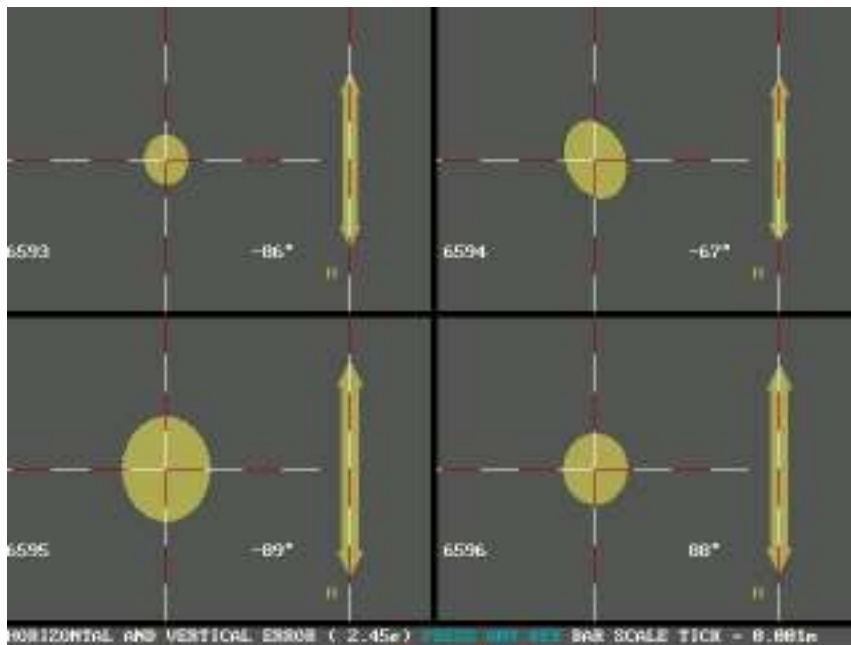 6593 -86°
6594 -67°
6595 -89°
6596 88°
HORIZONTAL AND VERTICAL ERROR ( 2.45σ) PRESS ANY KEY BAR SCALE TICK = 0.001m